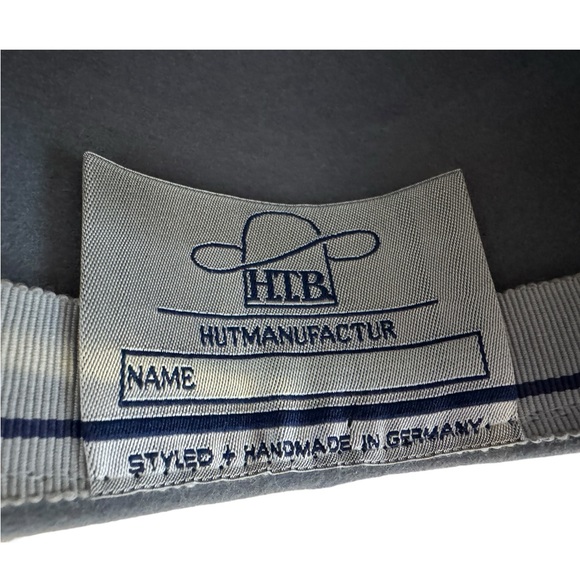 HTB
HUTMANUFACTUR
NAME
STYLED + HANDMADE IN GERMANY